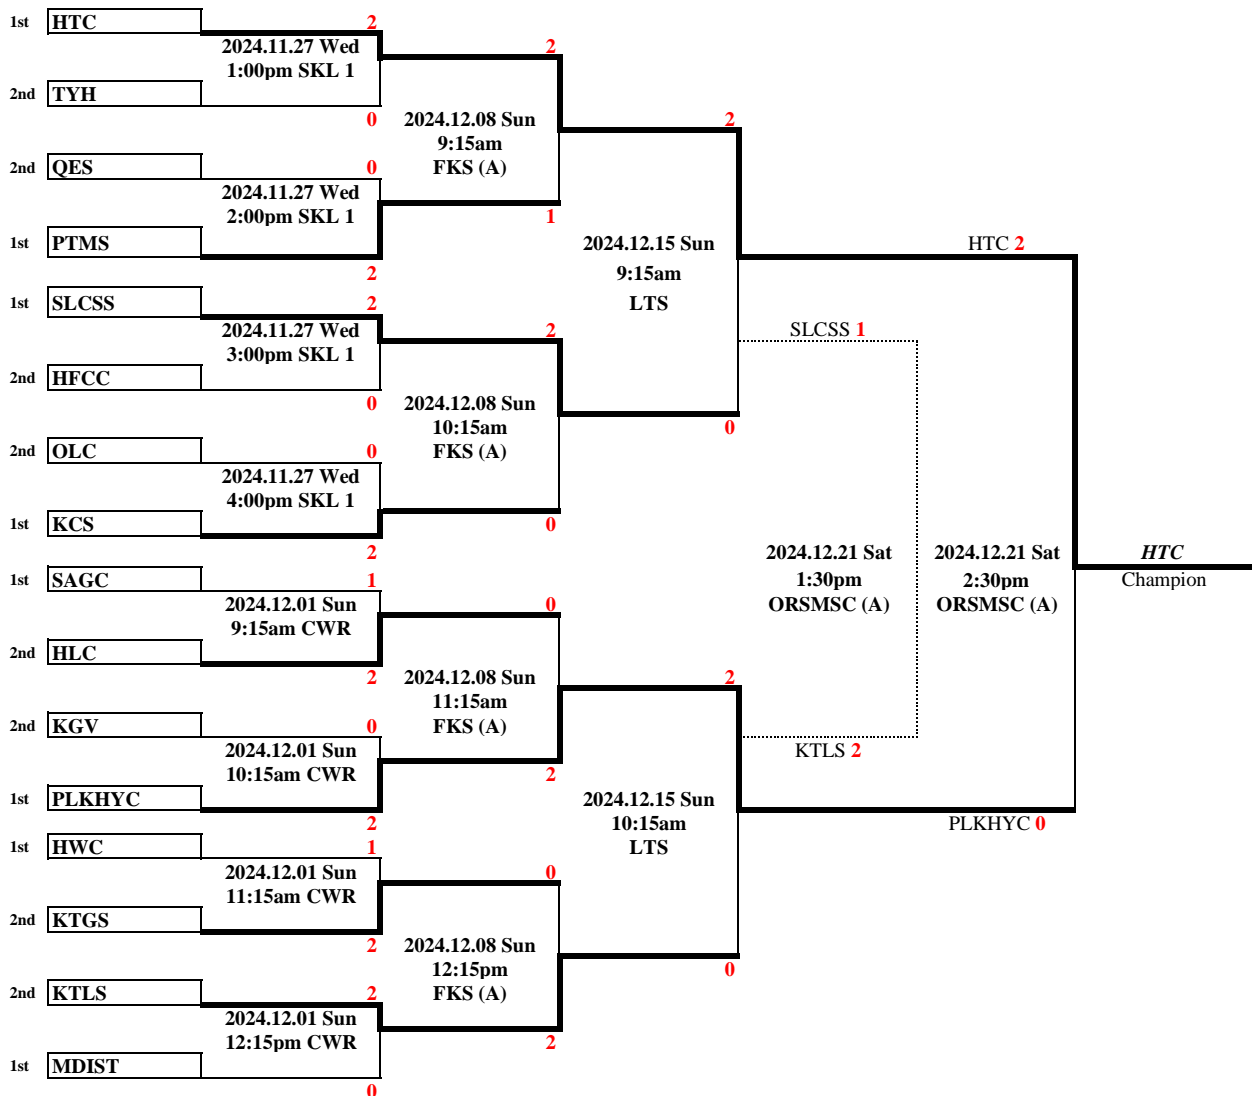 1st HTC 2
2024.11.27 Wed
1:00pm SKL 1
2
2nd TYH
0
2024.12.08 Sun
9:15am
FKS (A)
2
2nd QES 0
2024.11.27 Wed
2:00pm SKL 1
1
1st PTMS
2
2024.12.15 Sun
9:15am
LTS
HTC 2
1st SLCSS 2
2024.11.27 Wed
3:00pm SKL 1
2
SLCSS 1
2nd HFCC
0
2024.12.08 Sun
10:15am
FKS (A)
0
2nd OLC 0
2024.11.27 Wed
4:00pm SKL 1
0
1st KCS
2
2024.12.21 Sat
1:30pm
ORSMSC (A)
2024.12.21 Sat
2:30pm
ORSMSC (A)
HTC
Champion
1st SAGC 1
2024.12.01 Sun
9:15am CWR
0
2nd HLC
2
2024.12.08 Sun
11:15am
FKS (A)
2
2nd KGV 0
2024.12.01 Sun
10:15am CWR
2
KTLS 2
1st PLKHYC
2
2024.12.15 Sun
10:15am
LTS
PLKHYC 0
1st HWC 1
2024.12.01 Sun
11:15am CWR
0
2nd KTGS
2
2024.12.08 Sun
12:15pm
FKS (A)
0
2nd KTLS 2
2024.12.01 Sun
12:15pm CWR
2
1st MDIST
0